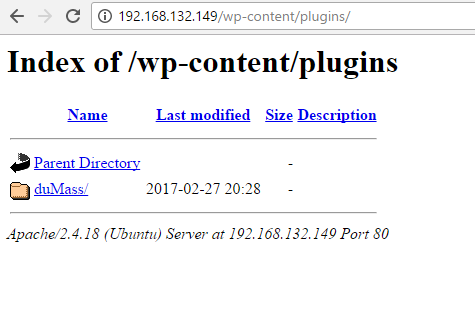 192.168.132.149/wp-content/plugins/
Index of /wp-content/plugins
Name Last modified Size Description
Parent Directory -
duMass/ 2017-02-27 20:28 -
Apache/2.4.18 (Ubuntu) Server at 192.168.132.149 Port 80